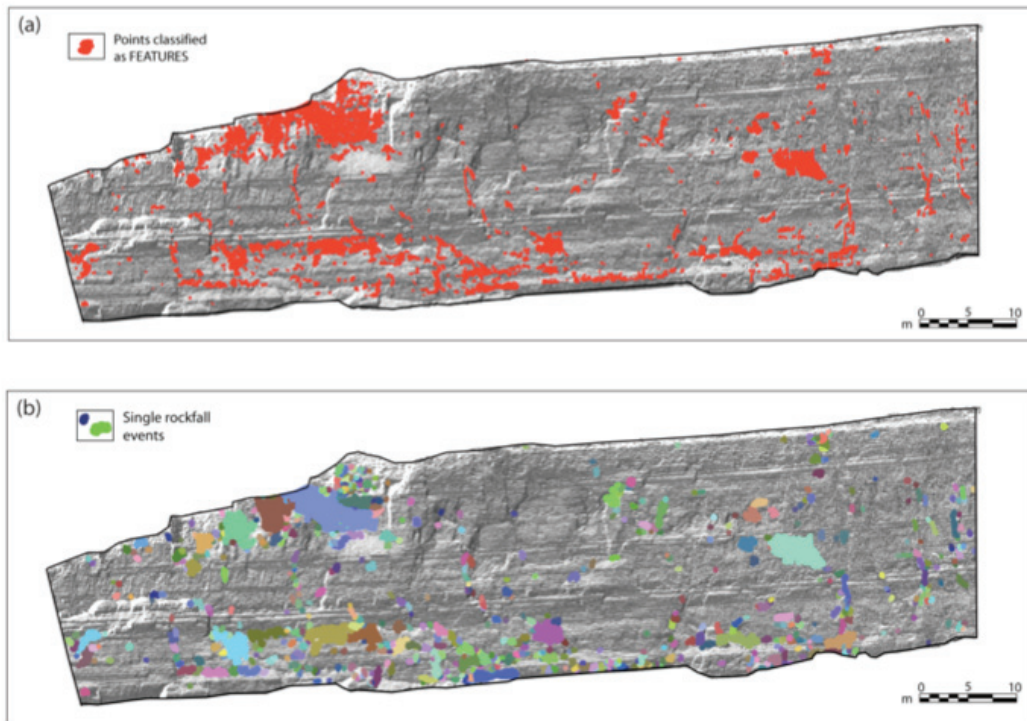 (a)
Points classified
as FEATURES
0 5 10
m
(b)
Single rockfall
events
0 5 10
m